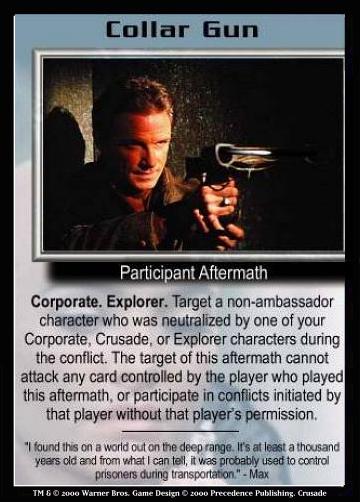 Collar Gun
Participant Aftermath
Corporate. Explorer. Target a non-ambassador
character who was neutralized by one of your
Corporate, Crusade, or Explorer characters during
the conflict. The target of this aftermath cannot
attack any card controlled by the player who played
this aftermath, or participate in conflicts initiated by
that player without that player's permission.
"I found this on a world out on the deep range. It's at least a thousand
years old and from what I can tell, it was probably used to control
prisoners during transportation." - Max
TM & © 2000 Warner Bros. Game Design © 2000 Precedence Publishing. Crusade